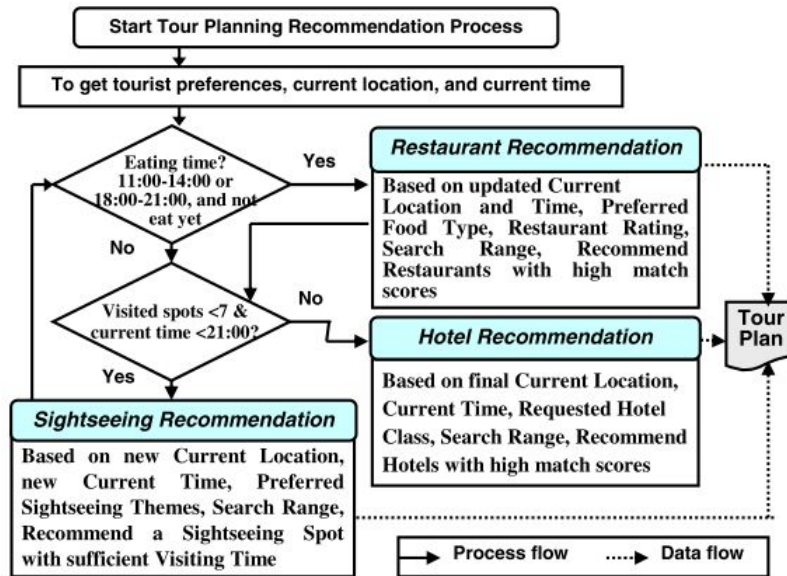 Start Tour Planning Recommendation Process
To get tourist preferences, current location, and current time
Eating time?
11:00-14:00 or
18:00-21:00, and not
eat yet
Yes
No
Restaurant Recommendation
Based on updated Current
Location and Time, Preferred
Food Type, Restaurant Rating,
Search Range, Recommend
Restaurants with high match
scores
Visited spots <7 &
current time <21:00?
No
Yes
Hotel Recommendation
Based on final Current Location,
Current Time, Requested Hotel
Class, Search Range, Recommend
Hotels with high match scores
Tour
Plan
Sightseeing Recommendation
Based on new Current Location,
new Current Time, Preferred
Sightseeing Themes, Search Range,
Recommend a Sightseeing Spot
with sufficient Visiting Time
Process flow
Data flow